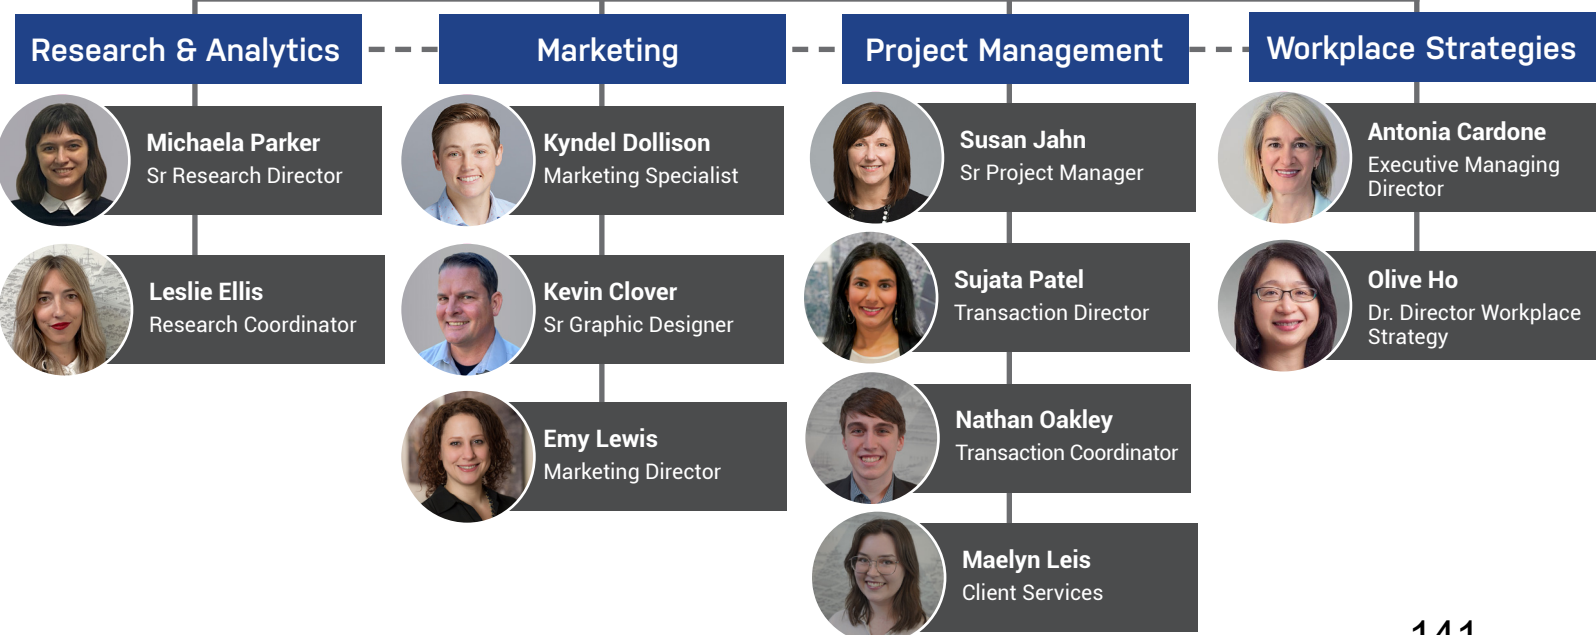 Research & Analytics
Marketing
Project Management
Workplace Strategies
Michaela Parker
Sr Research Director
Leslie Ellis
Research Coordinator
Kyndel Dollison
Marketing Specialist
Kevin Clover
Sr Graphic Designer
Emy Lewis
Marketing Director
Susan Jahn
Sr Project Manager
Sujata Patel
Transaction Director
Nathan Oakley
Transaction Coordinator
Maelyn Leis
Client Services
Antonia Cardone
Executive Managing
Director
Olive Ho
Dr. Director Workplace
Strategy
141